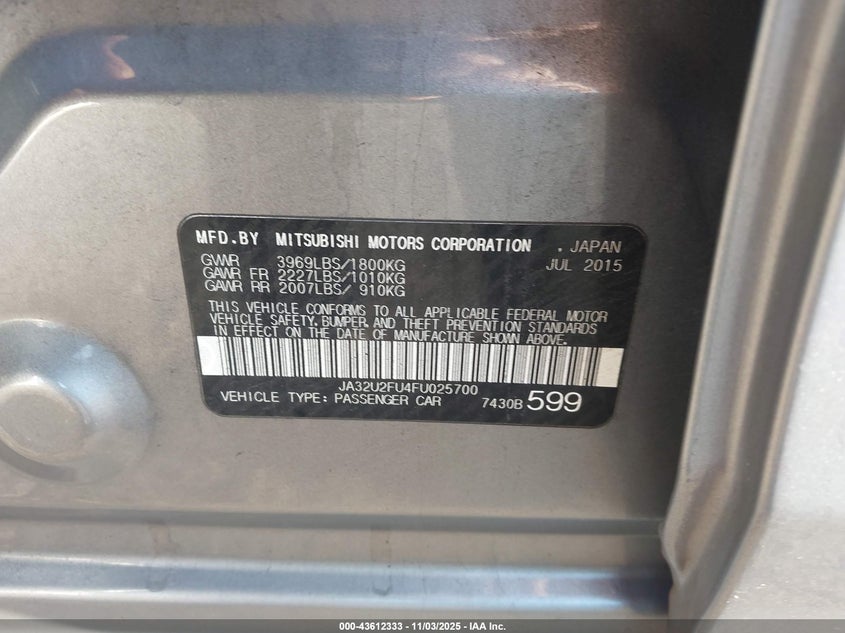 MFD.BY MITSUBISHI MOTORS CORPORATION . JAPAN
GVWR 3969LBS/1800KG JUL 2015
GAWR FR 2227LBS/1010KG
GAWR RR 2007LBS/ 910KG
THIS VEHICLE CONFORMS TO ALL APPLICABLE FEDERAL MOTOR
VEHICLE SAFETY, BUMPER, AND THEFT PREVENTION STANDARDS
IN EFFECT ON THE DATE OF MANUFACTURE SHOWN ABOVE.
JA32U2FU4FU025700
VEHICLE TYPE: PASSENGER CAR 7430B 599
000-43612333 - 11/03/2025 - IAA Inc.